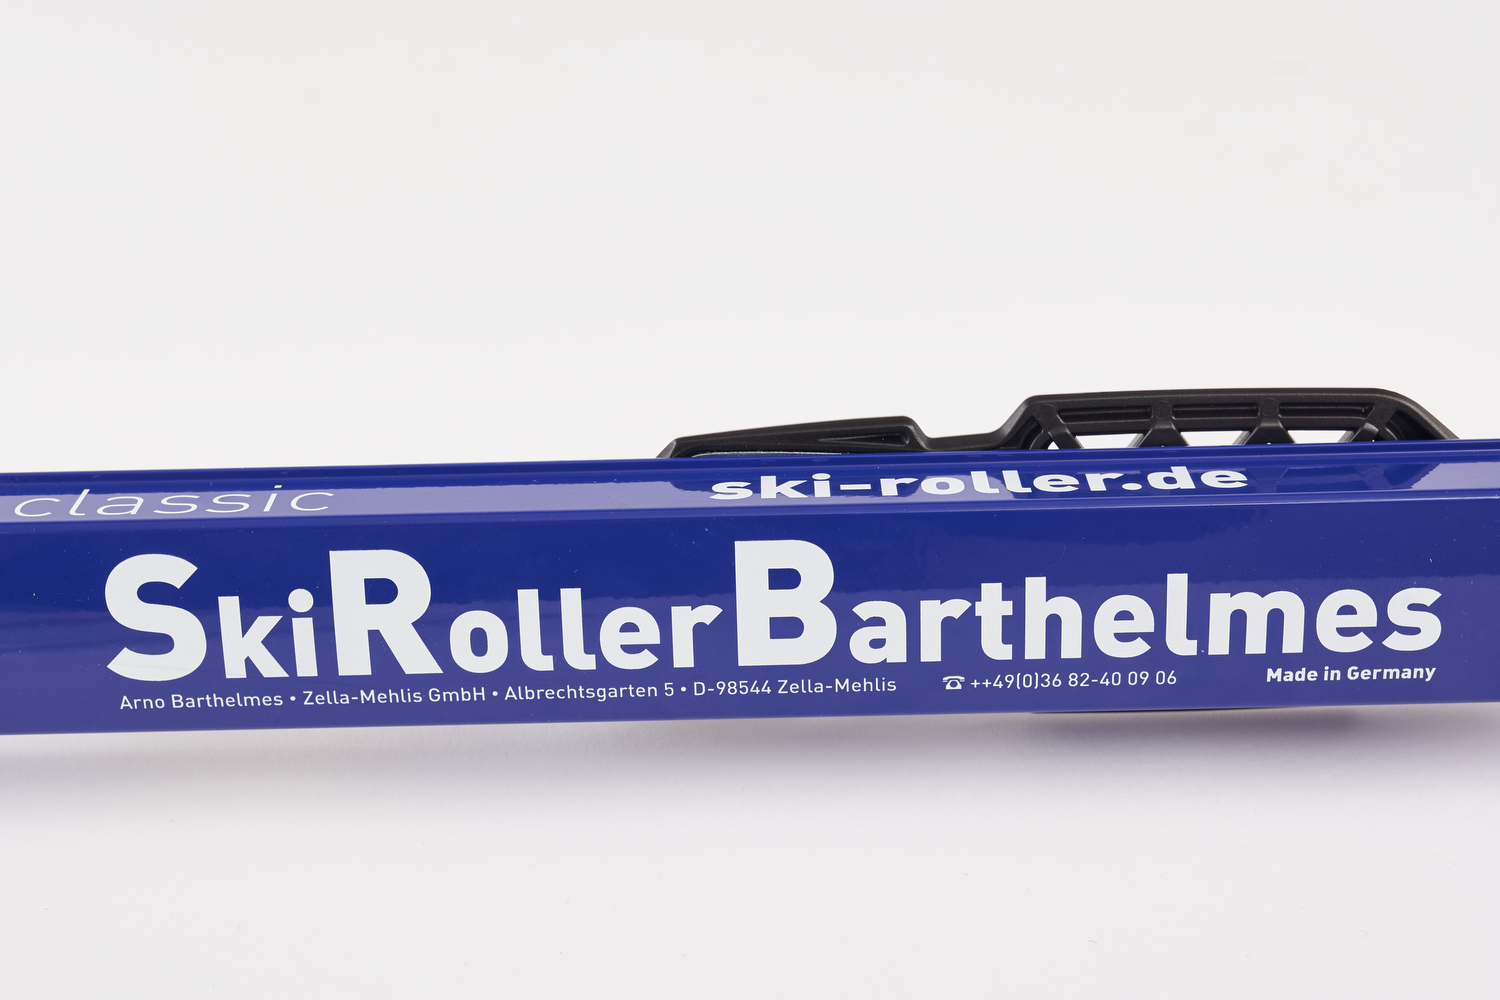 classic
ski-roller.de
SkiRollerBarthelmes
Arno Barthelmes • Zella-Mehlis GmbH • Albrechtsgarten 5 • D-98544 Zella-Mehlis
☎ ++49(0)36 82-40 09 06
Made in Germany